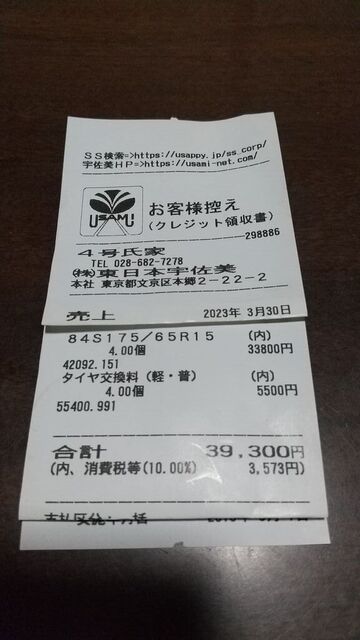 SS検索=>https://usappy.jp/ss_corp/
宇佐美HP=>https://usami-net.com/
USAMI
お客様控え
(クレジット領収書)
298886
4号氏家
TEL 028-682-7278
(株)東日本宇佐美
本社 東京都文京区本郷2-22-2
売上 2023年 3月30日
84S175/65R15 (内)
4.00個 33800円
42092.151
タイヤ交換料(軽・普) (内)
4.00個 5500円
55400.991
合計 39,300円
(内、消費税等(10.00%) 3,573円)